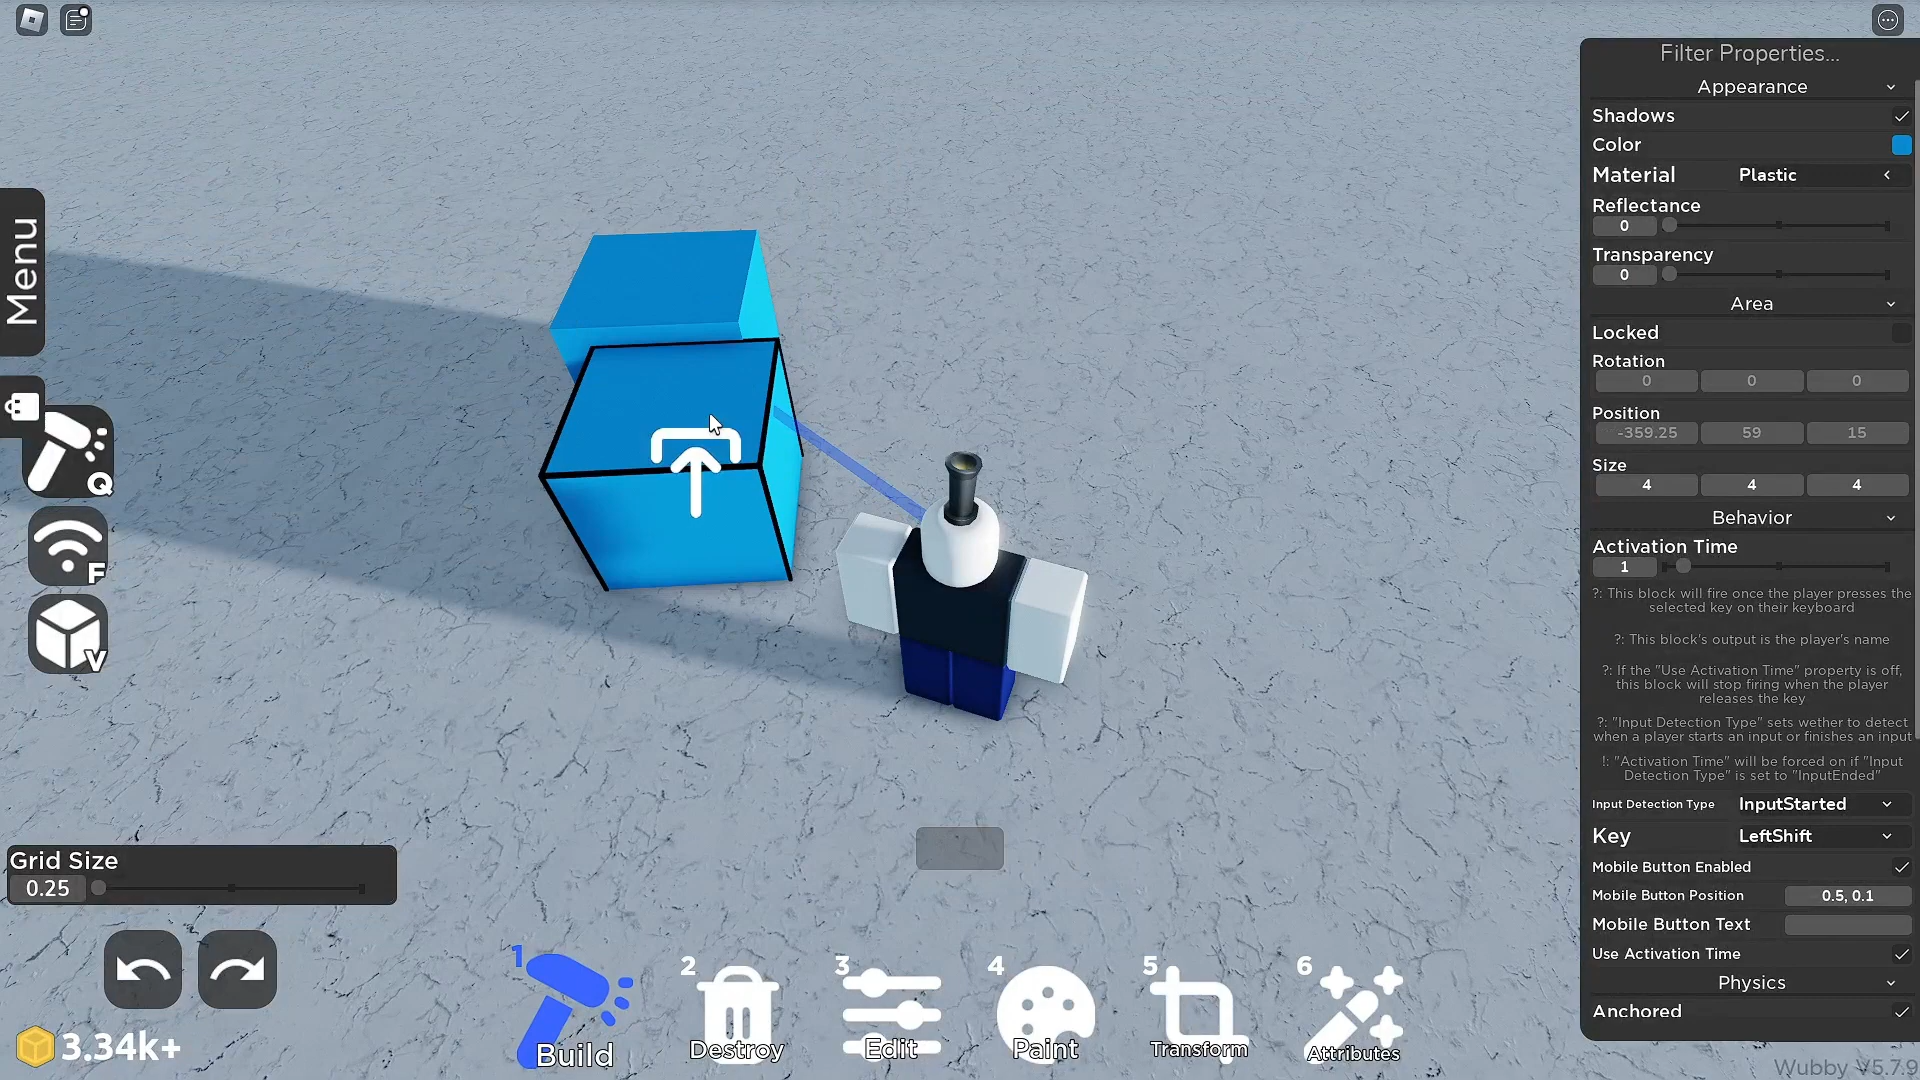 Filter Properties...
Appearance
Shadows
Color
Material Plastic
Reflectance
0
Transparency
0
Area
Locked
Rotation
0 0 0
Position
-359.25 59 15
Size
4 4 4
Behavior
Activation Time
1
?: This block will fire once the player presses the
selected key on their keyboard
?: This block's output is the player's name
?: If the "Use Activation Time" property is off,
this block will stop firing when the player
releases the key
?: "Input Detection Type" sets wether to detect
when a player starts an input or finishes an input
!: "Activation Time" will be forced on if "Input
Detection Type" is set to "InputEnded"
Input Detection Type InputStarted
Key LeftShift
Mobile Button Enabled
Mobile Button Position 0.5, 0.1
Mobile Button Text
Use Activation Time
Physics
Anchored
Menu
Q
F
V
Grid Size
0.25
3.34k+
1 Build
2 Destroy
3 Edit
4 Paint
5 Transform
6 Attributes
Wubby V5.7.9